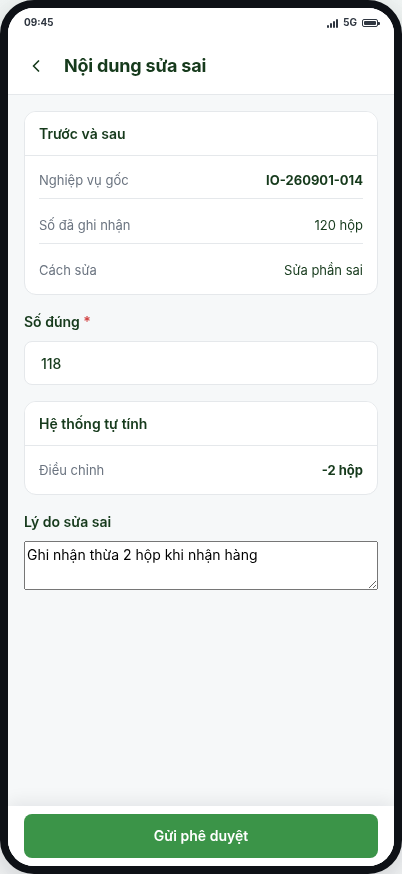 09:45 5G
Nội dung sửa sai
Trước và sau
Nghiệp vụ gốc IO-260901-014
Số đã ghi nhận 120 hộp
Cách sửa Sửa phần sai
Số đúng *
118
Hệ thống tự tính
Điều chỉnh -2 hộp
Lý do sửa sai
Ghi nhận thừa 2 hộp khi nhận hàng
Gửi phê duyệt